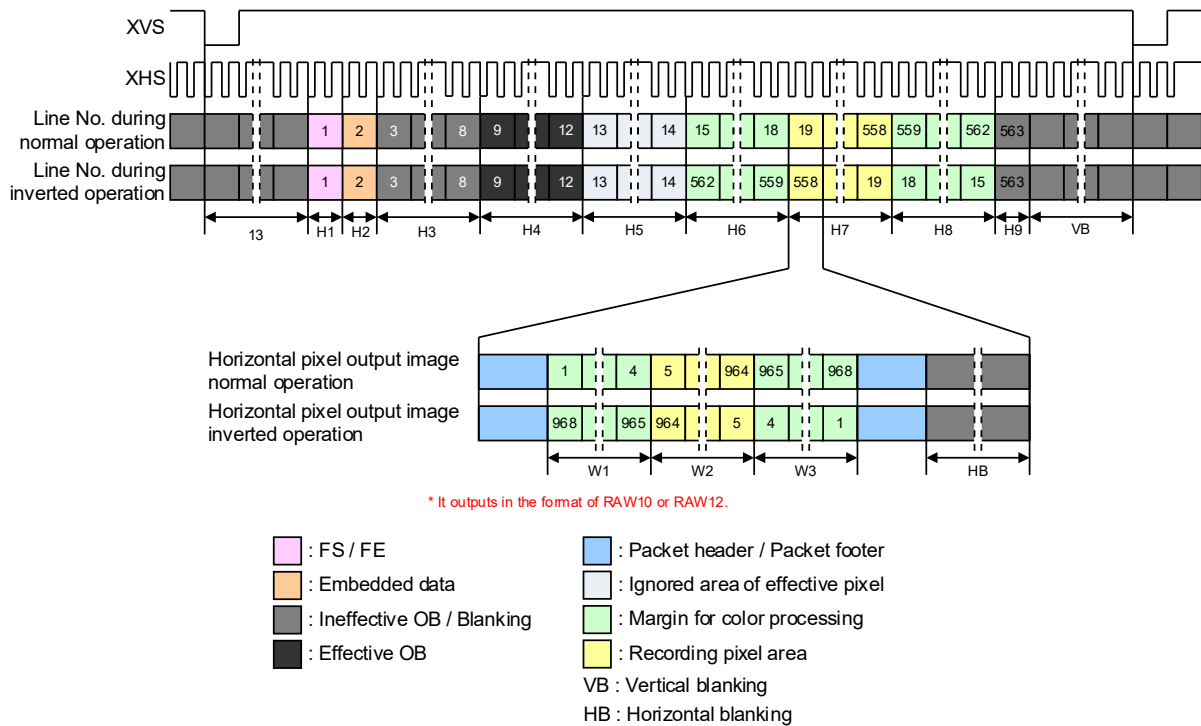 XVS
XHS
Line No. during
normal operation
1 2 3 8 9 12 13 14 15 18 19 558 559 562 563
Line No. during
inverted operation
1 2 3 8 9 12 13 14 562 559 558 19 18 15 563
13 H1 H2 H3 H4 H5 H6 H7 H8 H9 VB
Horizontal pixel output image
normal operation
1 4 5 964 965 968
Horizontal pixel output image
inverted operation
968 965 964 5 4 1
W1 W2 W3 HB
* It outputs in the format of RAW10 or RAW12.
: FS / FE
: Embedded data
: Ineffective OB / Blanking
: Effective OB
: Packet header / Packet footer
: Ignored area of effective pixel
: Margin for color processing
: Recording pixel area
VB : Vertical blanking
HB : Horizontal blanking